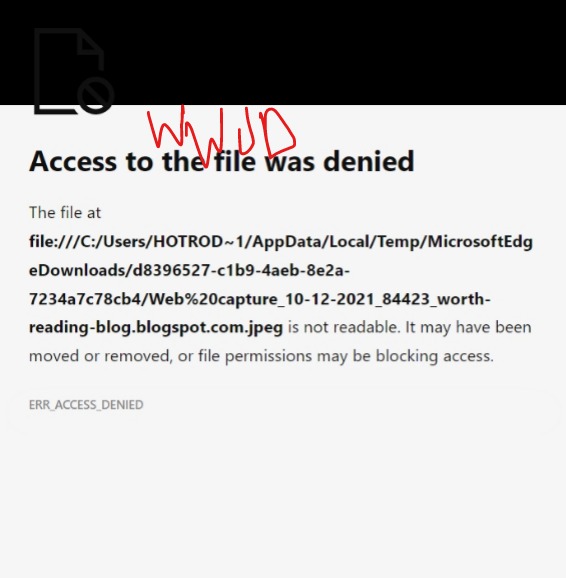 WWJD
Access to the file was denied
The file at
file:///C:/Users/HOTROD~1/AppData/Local/Temp/MicrosoftEdg
eDownloads/d8396527-c1b9-4aeb-8e2a-
7234a7c78cb4/Web%20capture_10-12-2021_84423_worth-
reading-blog.blogspot.com.jpeg is not readable. It may have been
moved or removed, or file permissions may be blocking access.
ERR_ACCESS_DENIED